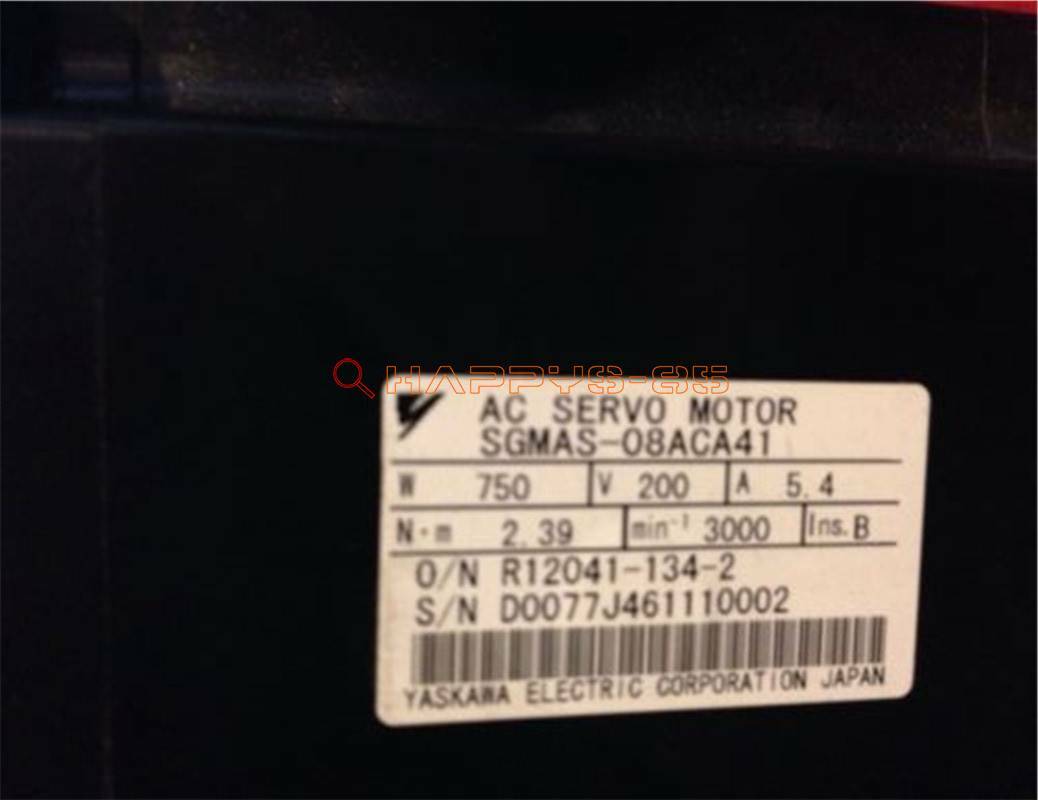 HAPPYS-85
AC SERVO MOTOR
SGMAS-08ACA41
W 750 V 200 A 5.4
N・m 2.39 min⁻¹ 3000 Ins. B
O/N R12041-134-2
S/N D0077J461110002
YASKAWA ELECTRIC CORPORATION JAPAN